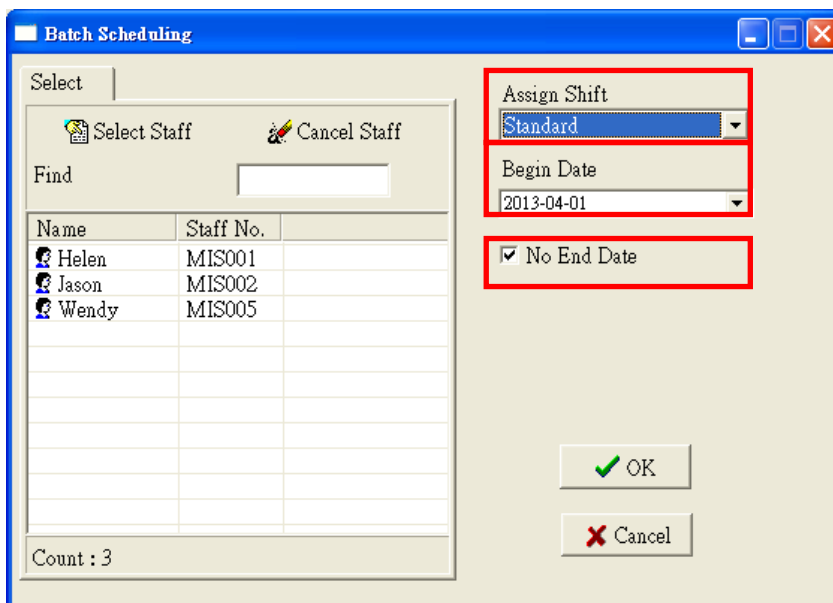 Batch Scheduling
Select
Select Staff Cancel Staff
Find
Name Staff No.
Helen MIS001
Jason MIS002
Wendy MIS005
Count : 3
Assign Shift
Standard
Begin Date
2013-04-01
No End Date
OK
Cancel